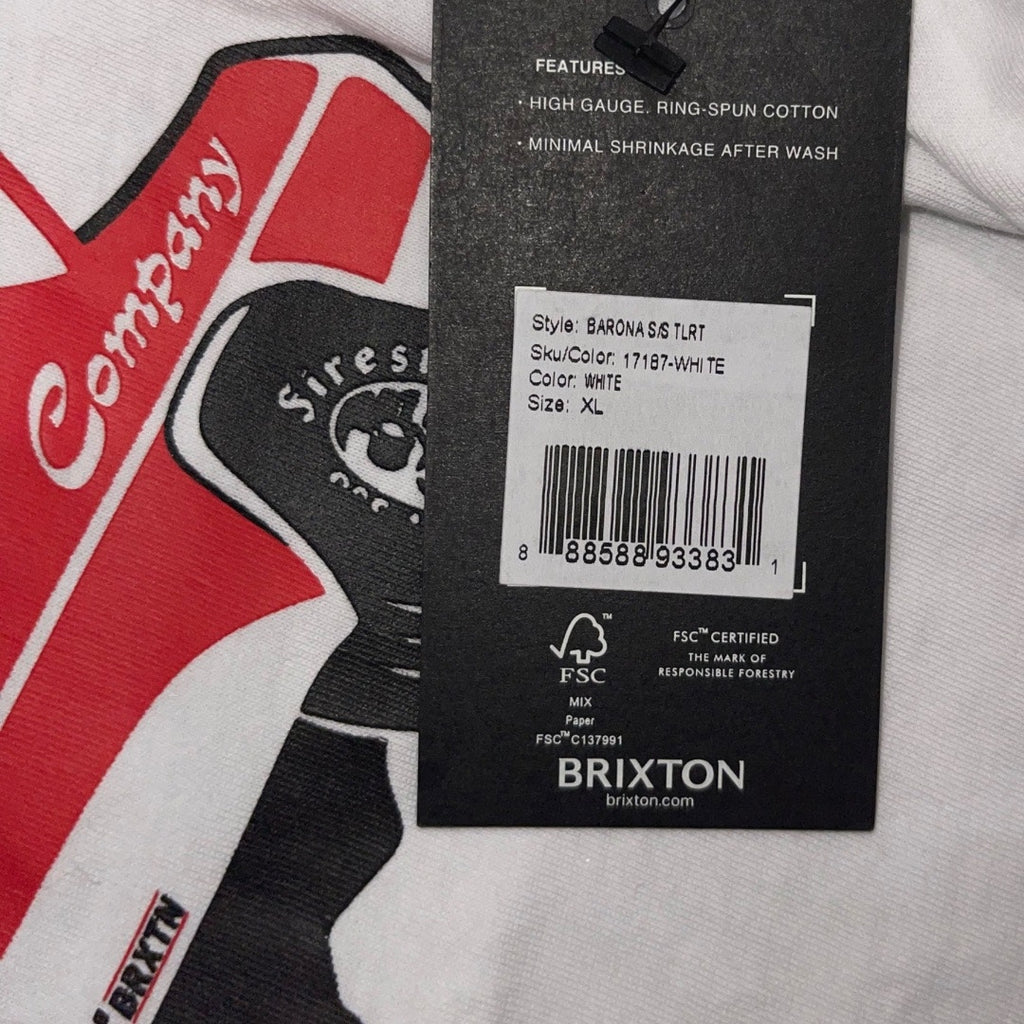 FEATURES
· HIGH GAUGE. RING-SPUN COTTON
· MINIMAL SHRINKAGE AFTER WASH
Company
Style: BARONA S/S TLRT
Sku/Color: 17187-WHITE
Color: WHITE
Size: XL
8 88588 93383 1
FSC™
FSC™ CERTIFIED
THE MARK OF
RESPONSIBLE FORESTRY
MIX
Paper
FSC™ C137991
BRIXTON
brixton.com
BRXTN